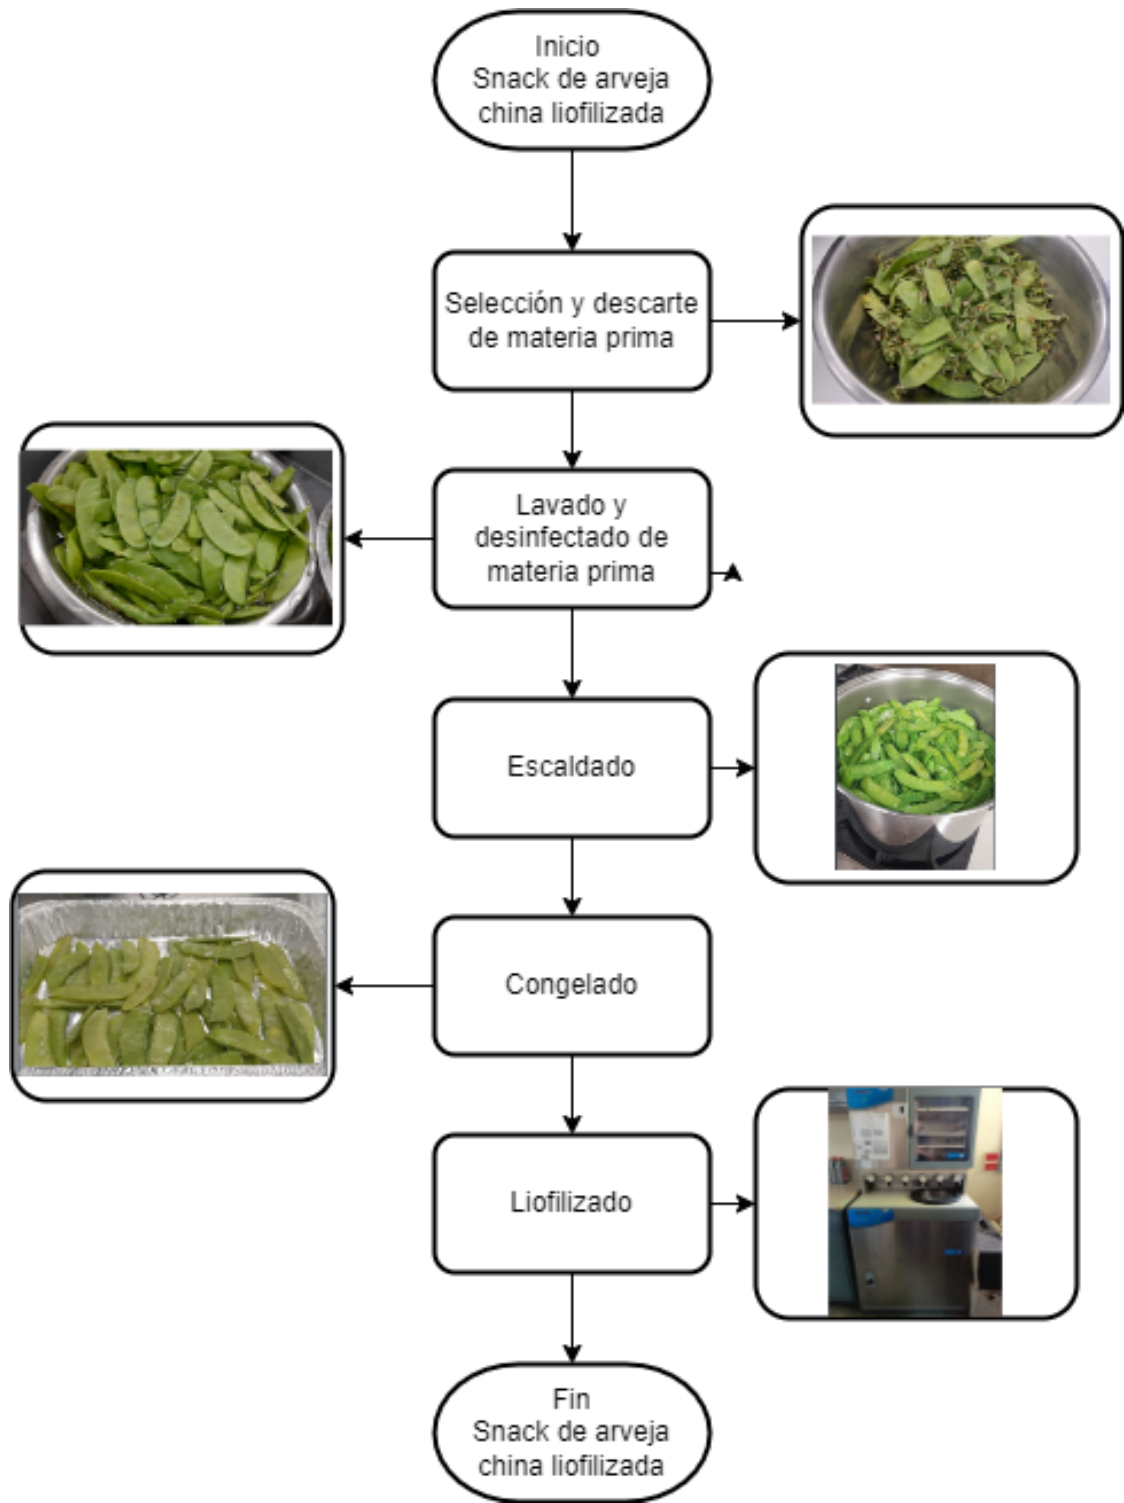 Inicio
Snack de arveja
china liofilizada
Selección y descarte
de materia prima
Lavado y
desinfectado de
materia prima
Escaldado
Congelado
Liofilizado
Fin
Snack de arveja
china liofilizada